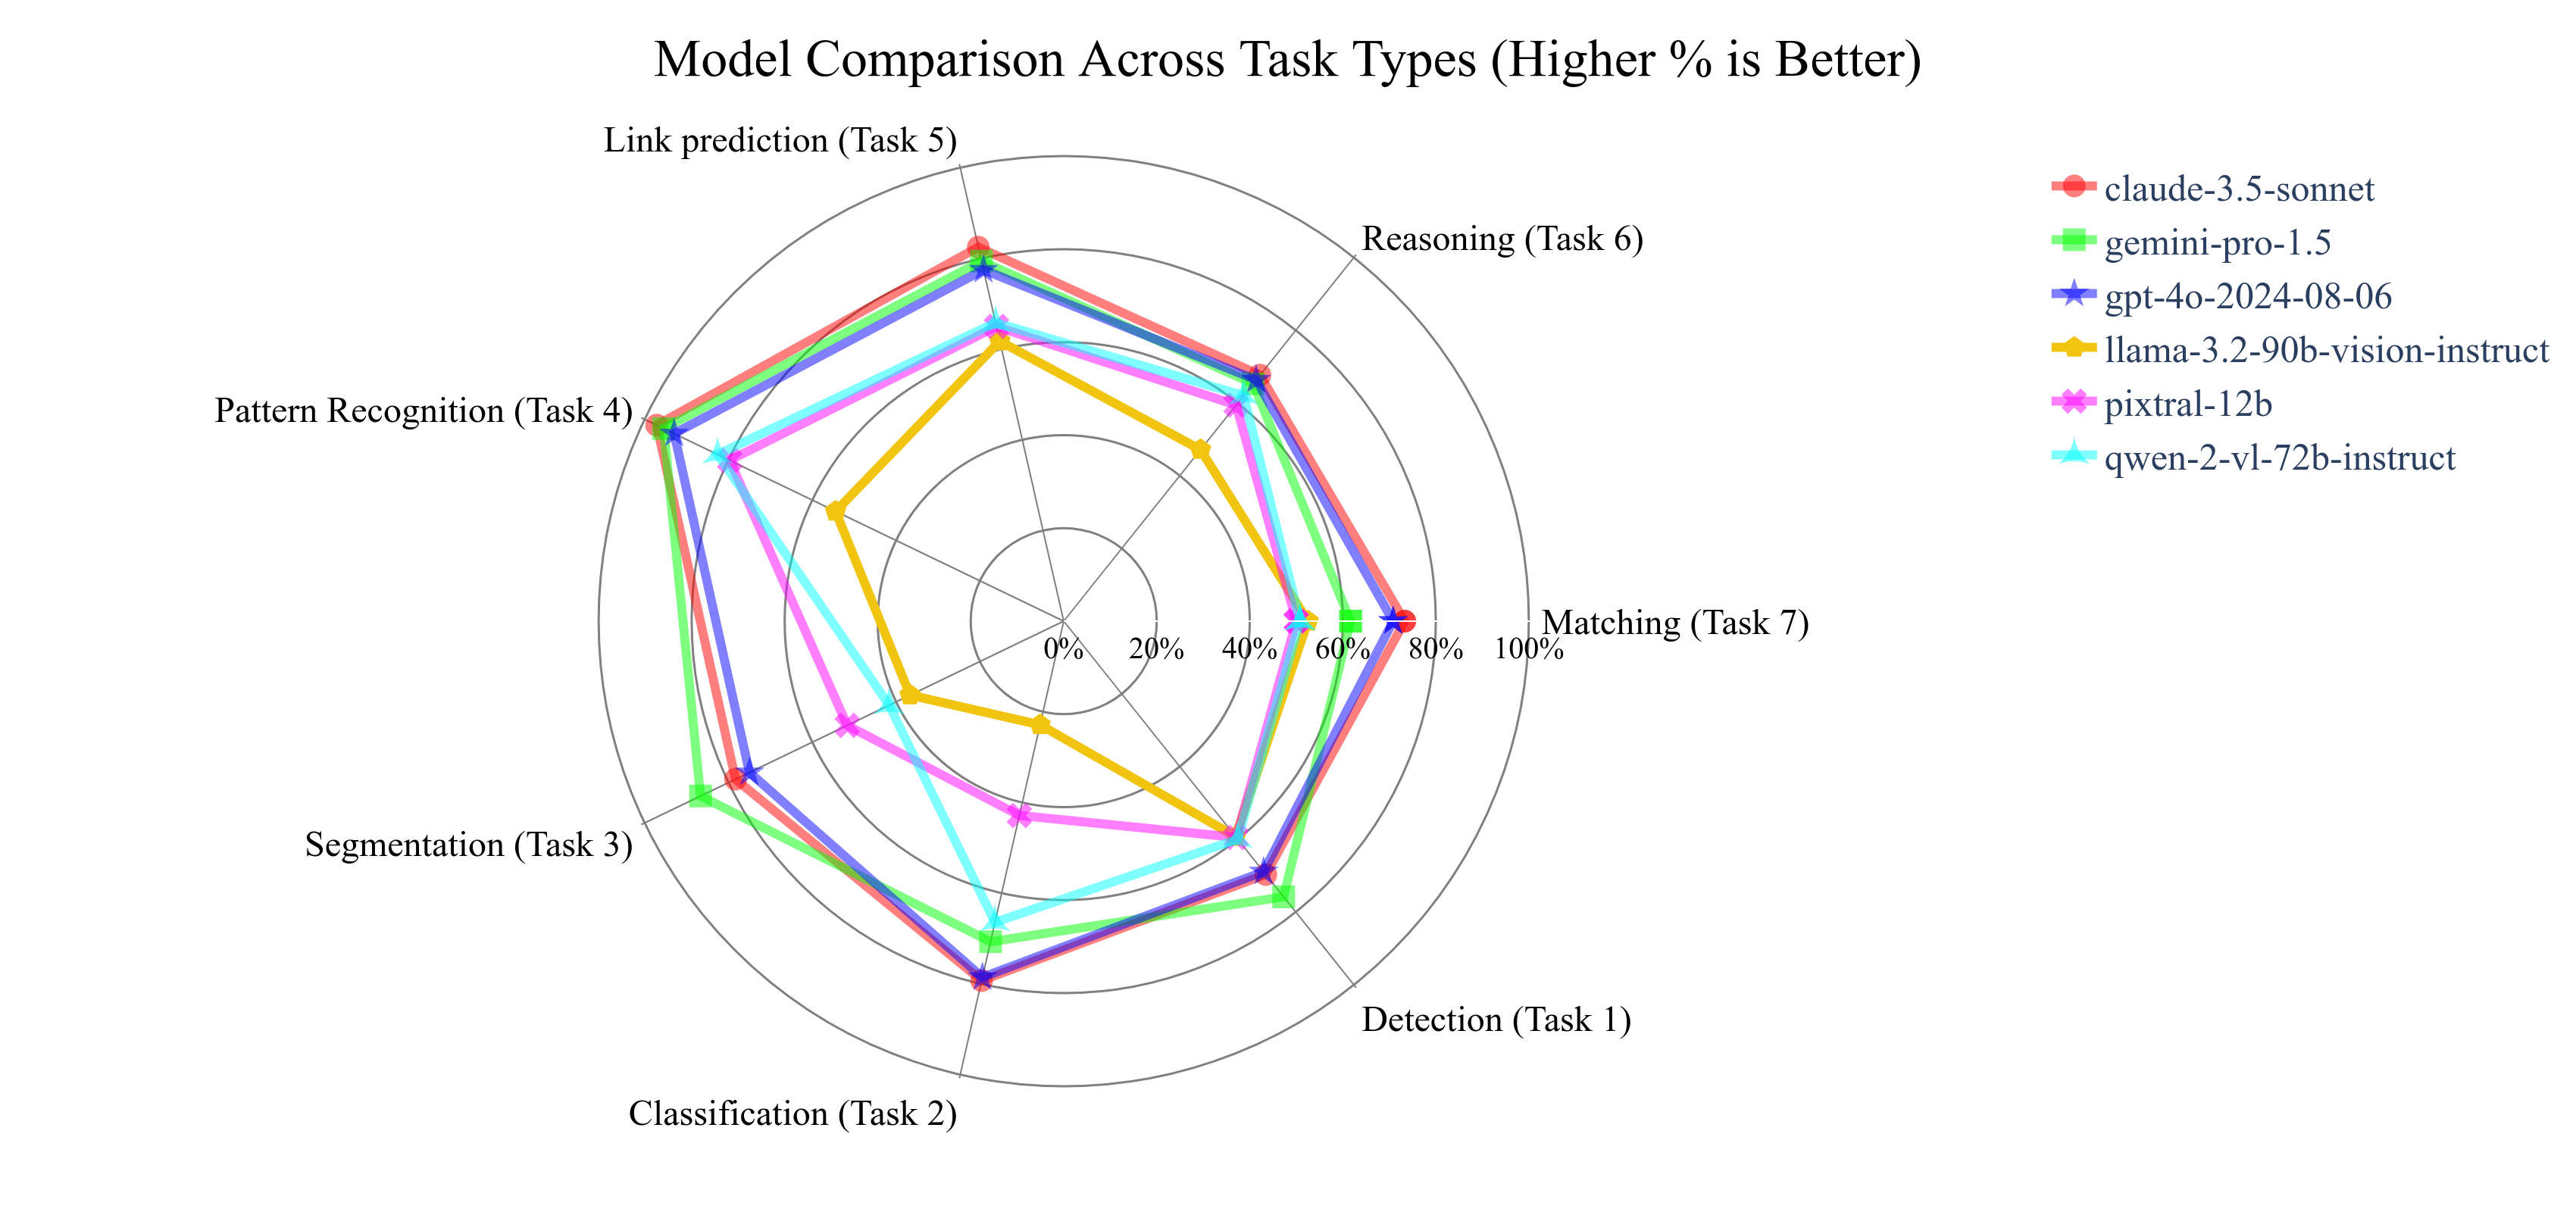 Model Comparison Across Task Types (Higher % is Better)
Link prediction (Task 5)
Reasoning (Task 6)
Pattern Recognition (Task 4)
Matching (Task 7)
0% 20% 40% 60% 80% 100%
Segmentation (Task 3)
Detection (Task 1)
Classification (Task 2)
claude-3.5-sonnet
gemini-pro-1.5
gpt-4o-2024-08-06
llama-3.2-90b-vision-instruct
pixtral-12b
qwen-2-vl-72b-instruct